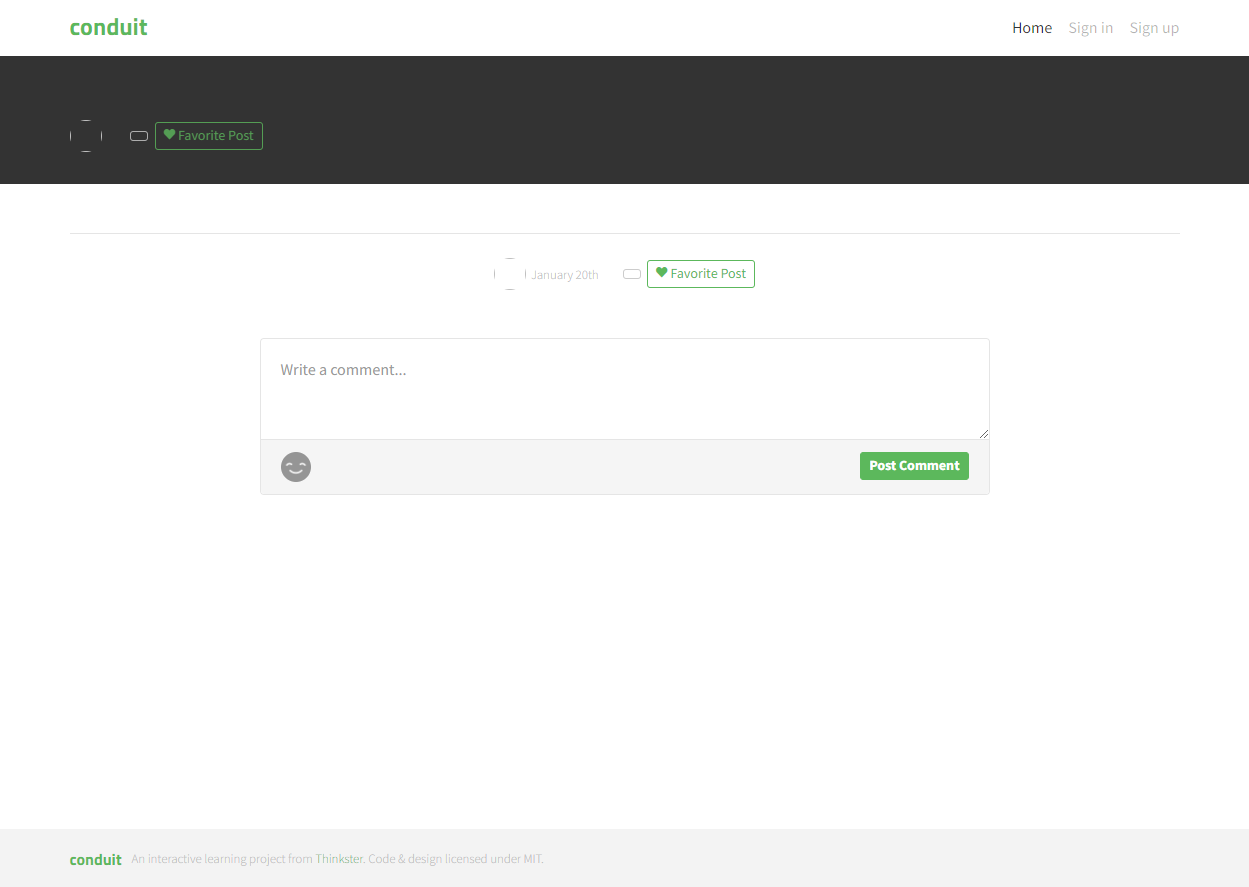 conduit
Home Sign in Sign up
Favorite Post
January 20th Favorite Post
Write a comment...
Post Comment
conduit An interactive learning project from Thinkster. Code & design licensed under MIT.